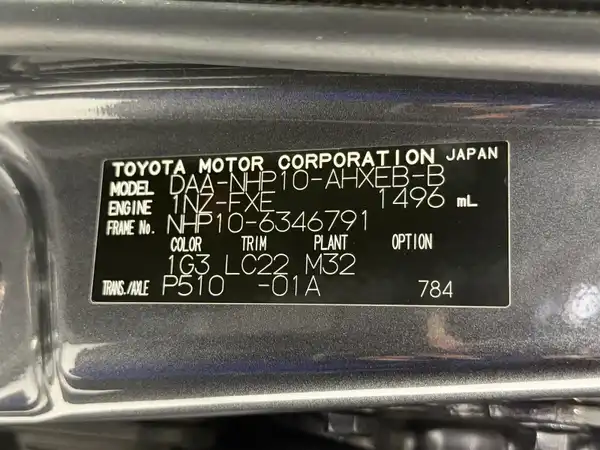 TOYOTA MOTOR CORPORATION JAPAN
MODEL DAA-NHP10-AHXEB-B
ENGINE 1NZ-FXE 1496 mL
FRAME No. NHP10-6346791
COLOR TRIM PLANT OPTION
1G3 LC22 M32
TRANS./AXLE P510 -01A 784